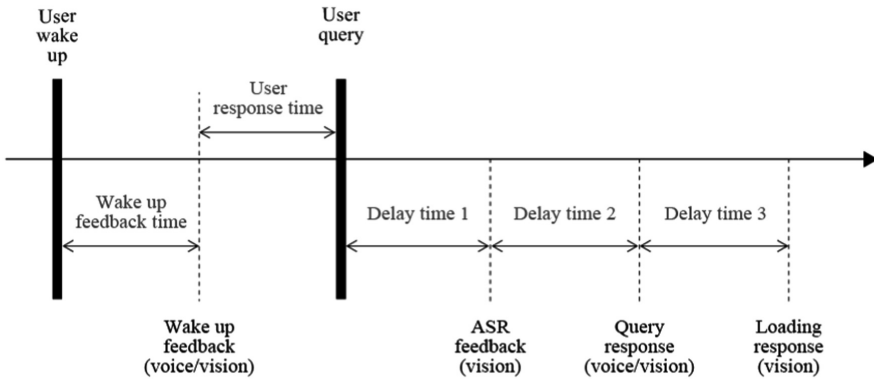 User
wake
up
User
query
User
response time
Wake up
feedback time
Delay time 1
Delay time 2
Delay time 3
Wake up
feedback
(voice/vision)
ASR
feedback
(vision)
Query
response
(voice/vision)
Loading
response
(vision)